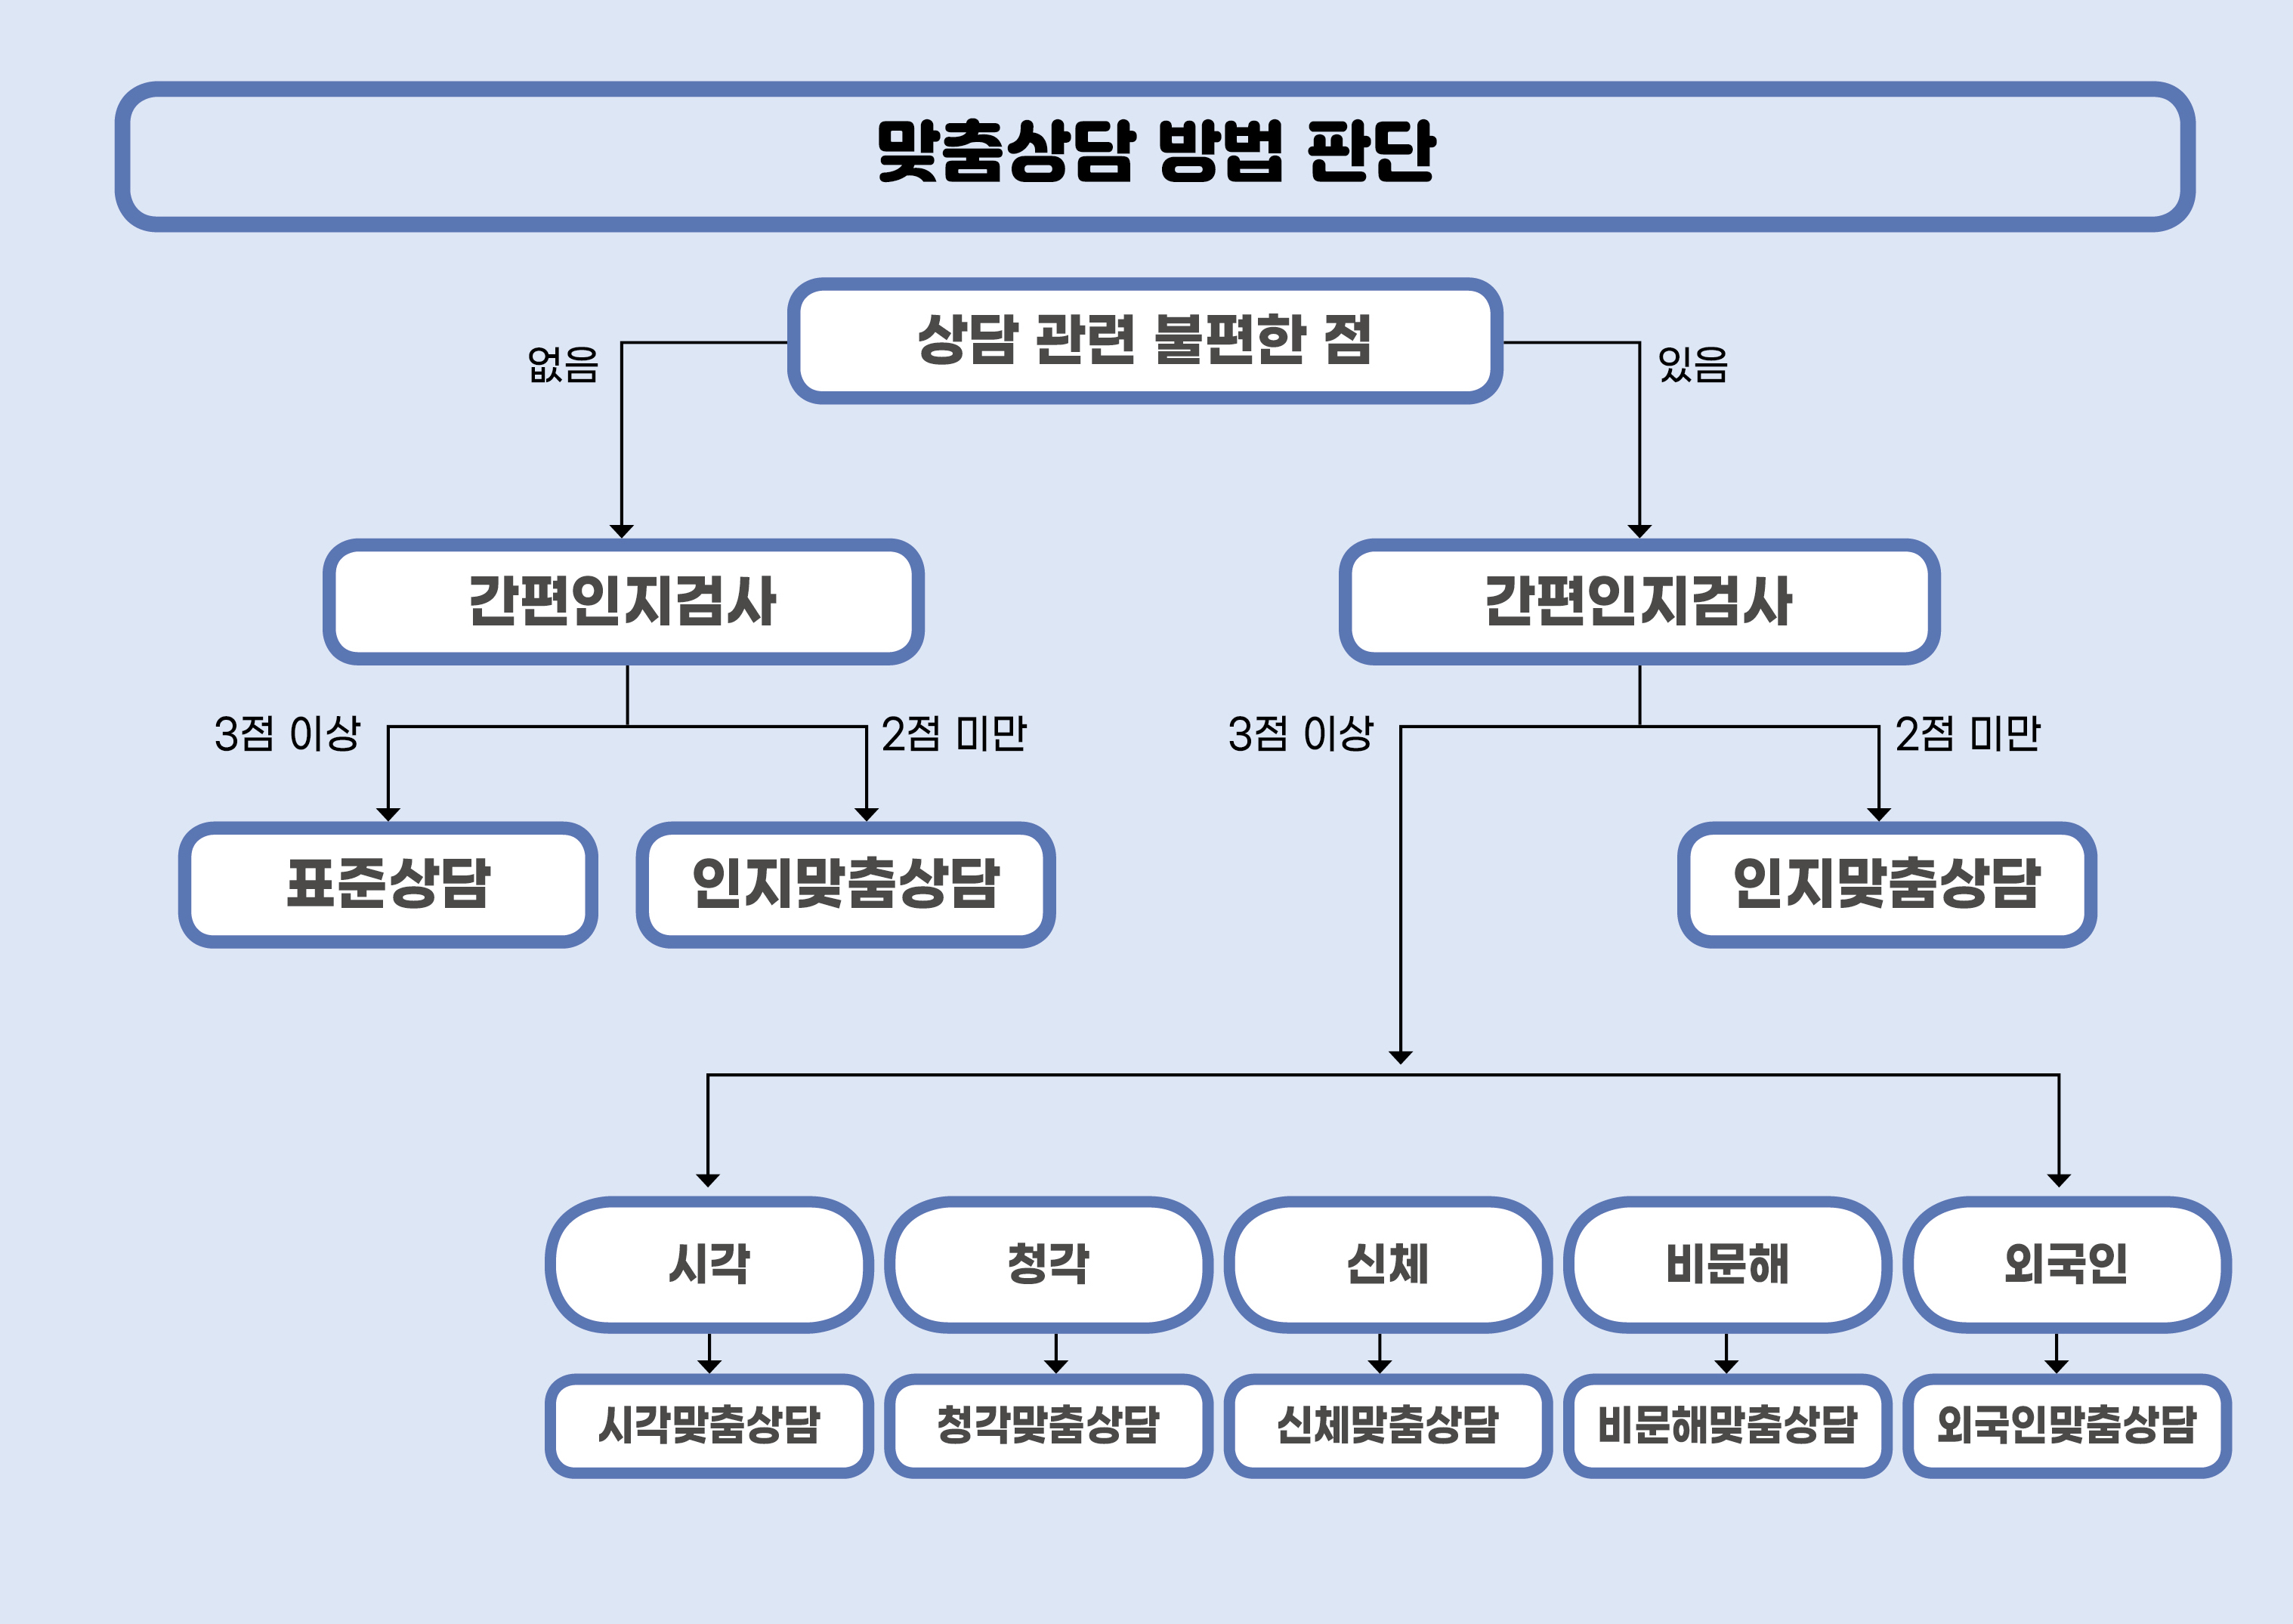 맞춤상담 방법 판단
상담 관련 불편한 점
없음
있음
간편인지검사
간편인지검사
3점 이상
2점 미만
3점 이상
2점 미만
표준상담
인지맞춤상담
인지맞춤상담
시각
청각
신체
비문해
외국인
시각맞춤상담
청각맞춤상담
신체맞춤상담
비문해맞춤상담
외국인맞춤상담